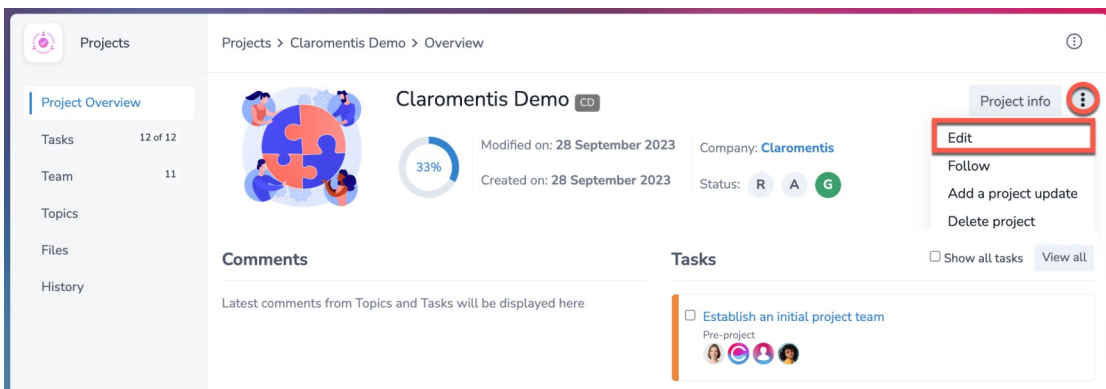 Projects
Projects > Claromentis Demo > Overview
Project Overview
Tasks 12 of 12
Team 11
Topics
Files
History
Claromentis Demo CD
33%
Modified on: 28 September 2023
Created on: 28 September 2023
Company: Claromentis
Status: R A G
Project info
Edit
Follow
Add a project update
Delete project
Comments
Latest comments from Topics and Tasks will be displayed here
Tasks
Show all tasks View all
Establish an initial project team
Pre-project